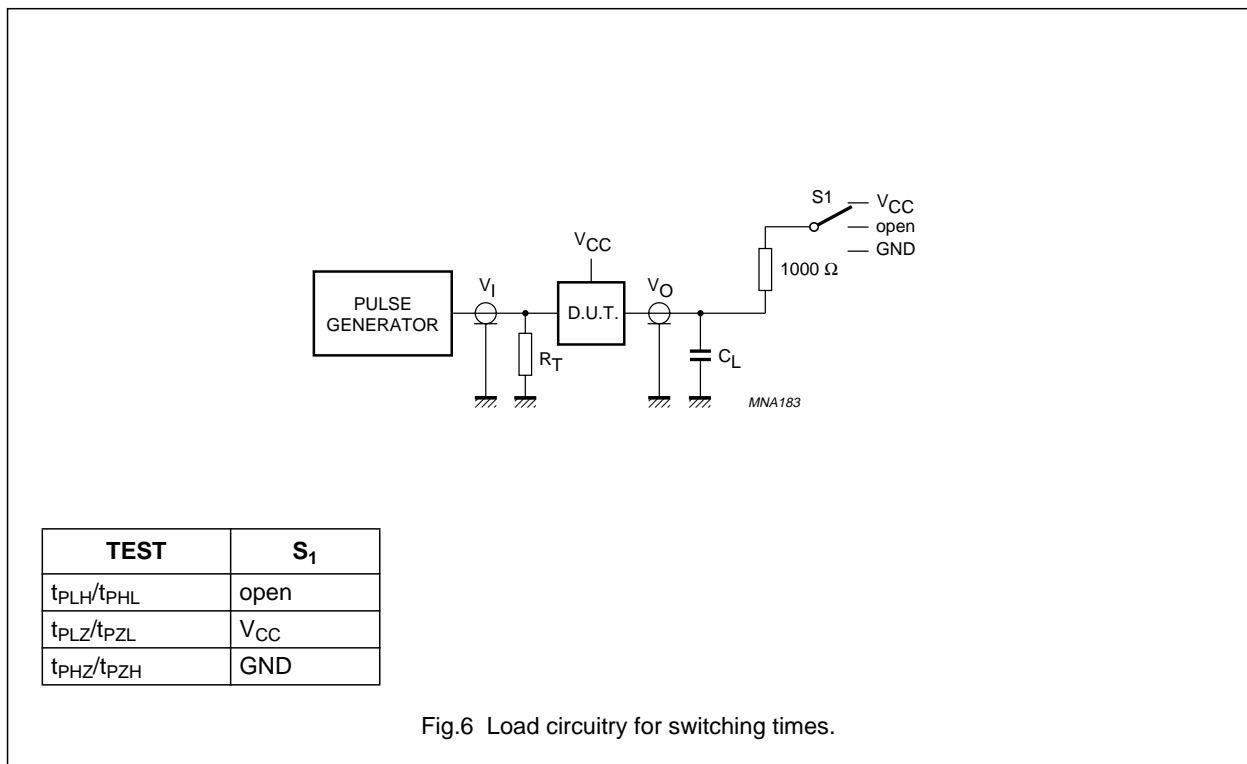 S1
VCC
open
GND
1000 Ω
VCC
PULSE
GENERATOR
VI
D.U.T.
VO
RT
CL
MNA183
TEST S1
tPLH/tPHL open
tPLZ/tPZL VCC
tPHZ/tPZH GND
Fig.6 Load circuitry for switching times.